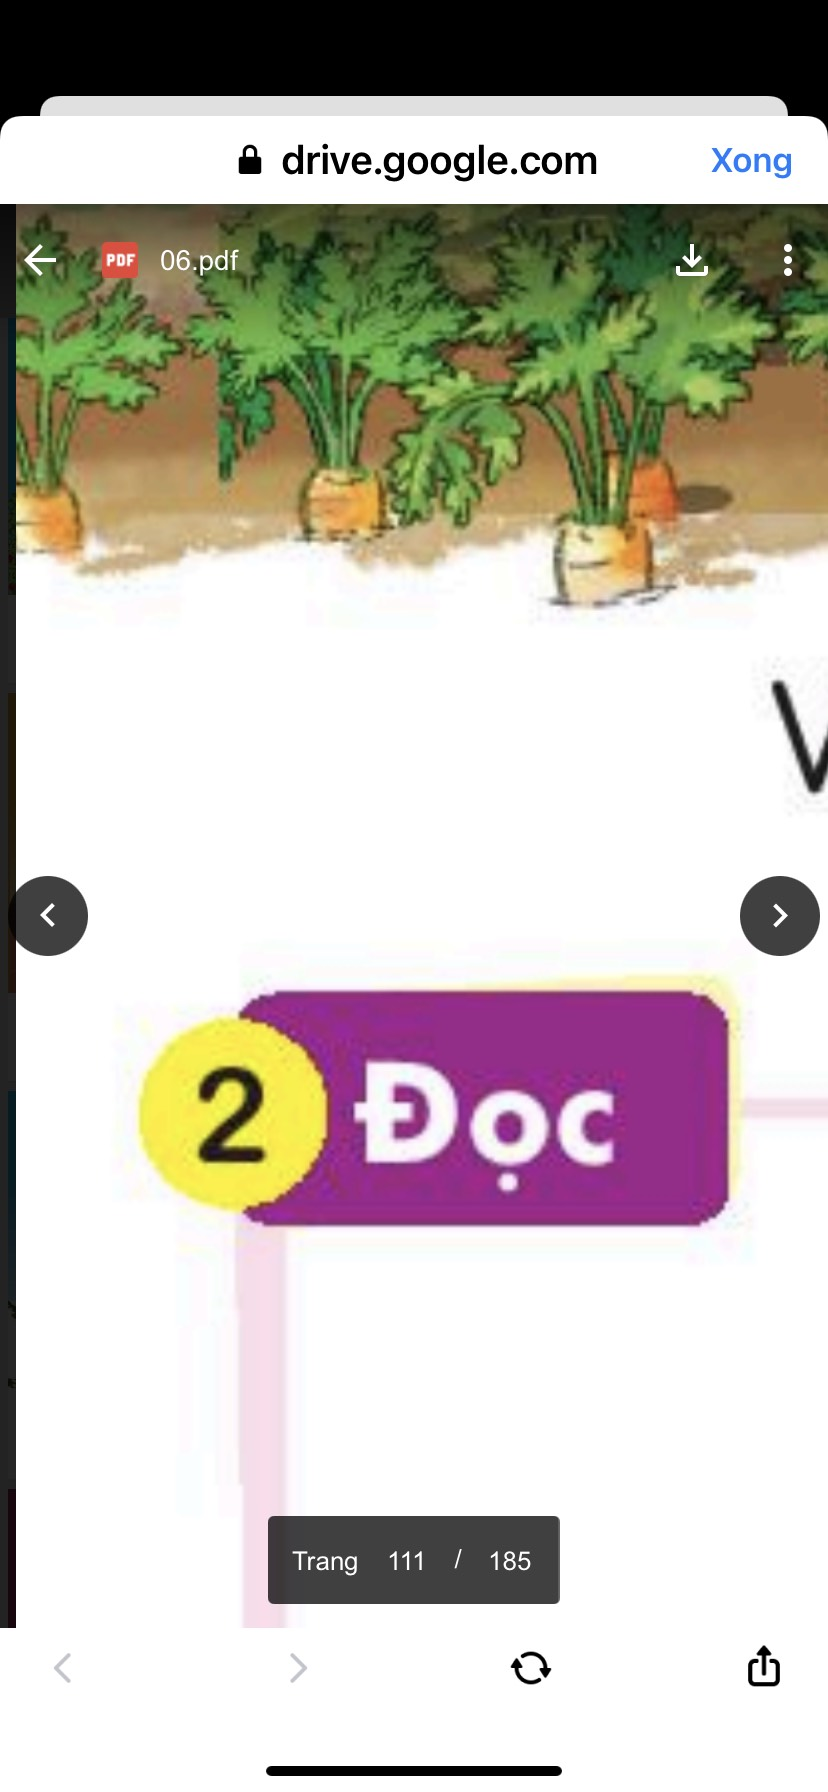 drive.google.com Xong
PDF 06.pdf
V
2 Đọc
Trang 111 / 185